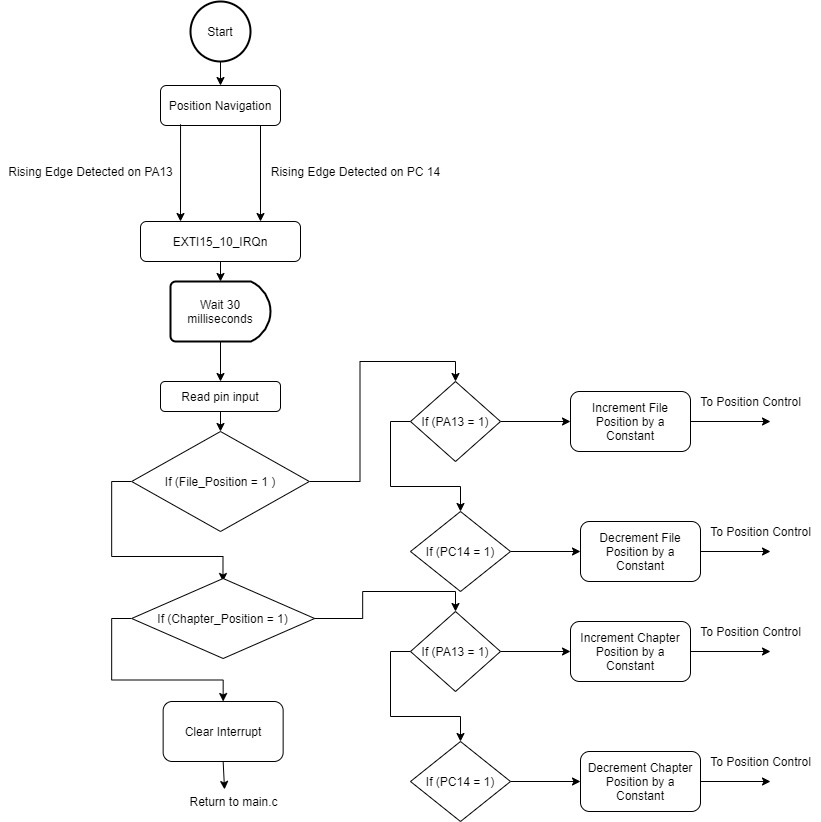 Start
Position Navigation
Rising Edge Detected on PA13
Rising Edge Detected on PC 14
EXTI15_10_IRQn
Wait 30
milliseconds
Read pin input
If (File_Position = 1 )
If (PA13 = 1)
Increment File
Position by a
Constant
To Position Control
If (PC14 = 1)
Decrement File
Position by a
Constant
To Position Control
If (Chapter_Position = 1)
If (PA13 = 1)
Increment Chapter
Position by a
Constant
To Position Control
If (PC14 = 1)
Decrement Chapter
Position by a
Constant
To Position Control
Clear Interrupt
Return to main.c